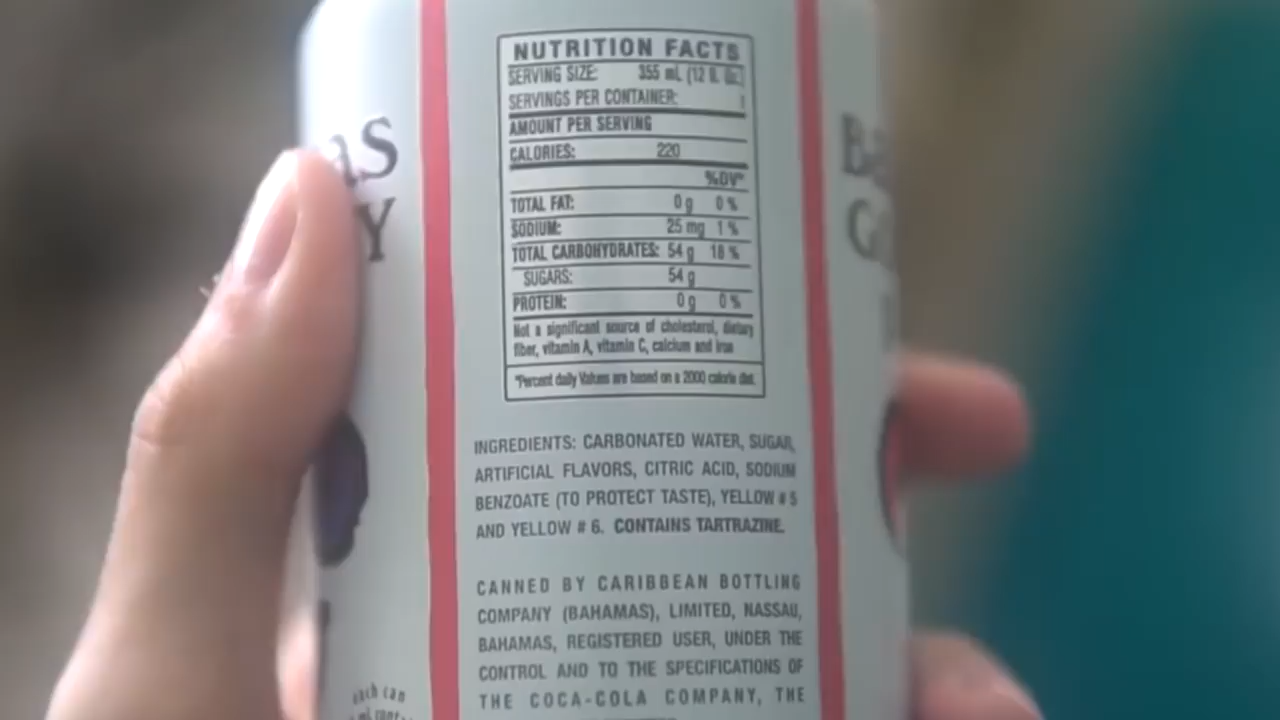 NUTRITION FACTS
SERVING SIZE: 355 mL (12 fl. oz.)
SERVINGS PER CONTAINER: 1
AMOUNT PER SERVING
CALORIES: 220
%DV*
TOTAL FAT: 0 g 0 %
SODIUM: 25 mg 1 %
TOTAL CARBOHYDRATES: 54 g 18 %
SUGARS: 54 g
PROTEIN: 0 g 0 %
Not a significant source of cholesterol, dietary
fiber, vitamin A, vitamin C, calcium and iron
*Percent daily Values are based on a 2000 calorie diet.
INGREDIENTS: CARBONATED WATER, SUGAR,
ARTIFICIAL FLAVORS, CITRIC ACID, SODIUM
BENZOATE (TO PROTECT TASTE), YELLOW # 5
AND YELLOW # 6. CONTAINS TARTRAZINE.
CANNED BY CARIBBEAN BOTTLING
COMPANY (BAHAMAS), LIMITED, NASSAU,
BAHAMAS, REGISTERED USER, UNDER THE
CONTROL AND TO THE SPECIFICATIONS OF
THE COCA-COLA COMPANY, THE
as
Y
Ba
G
each can